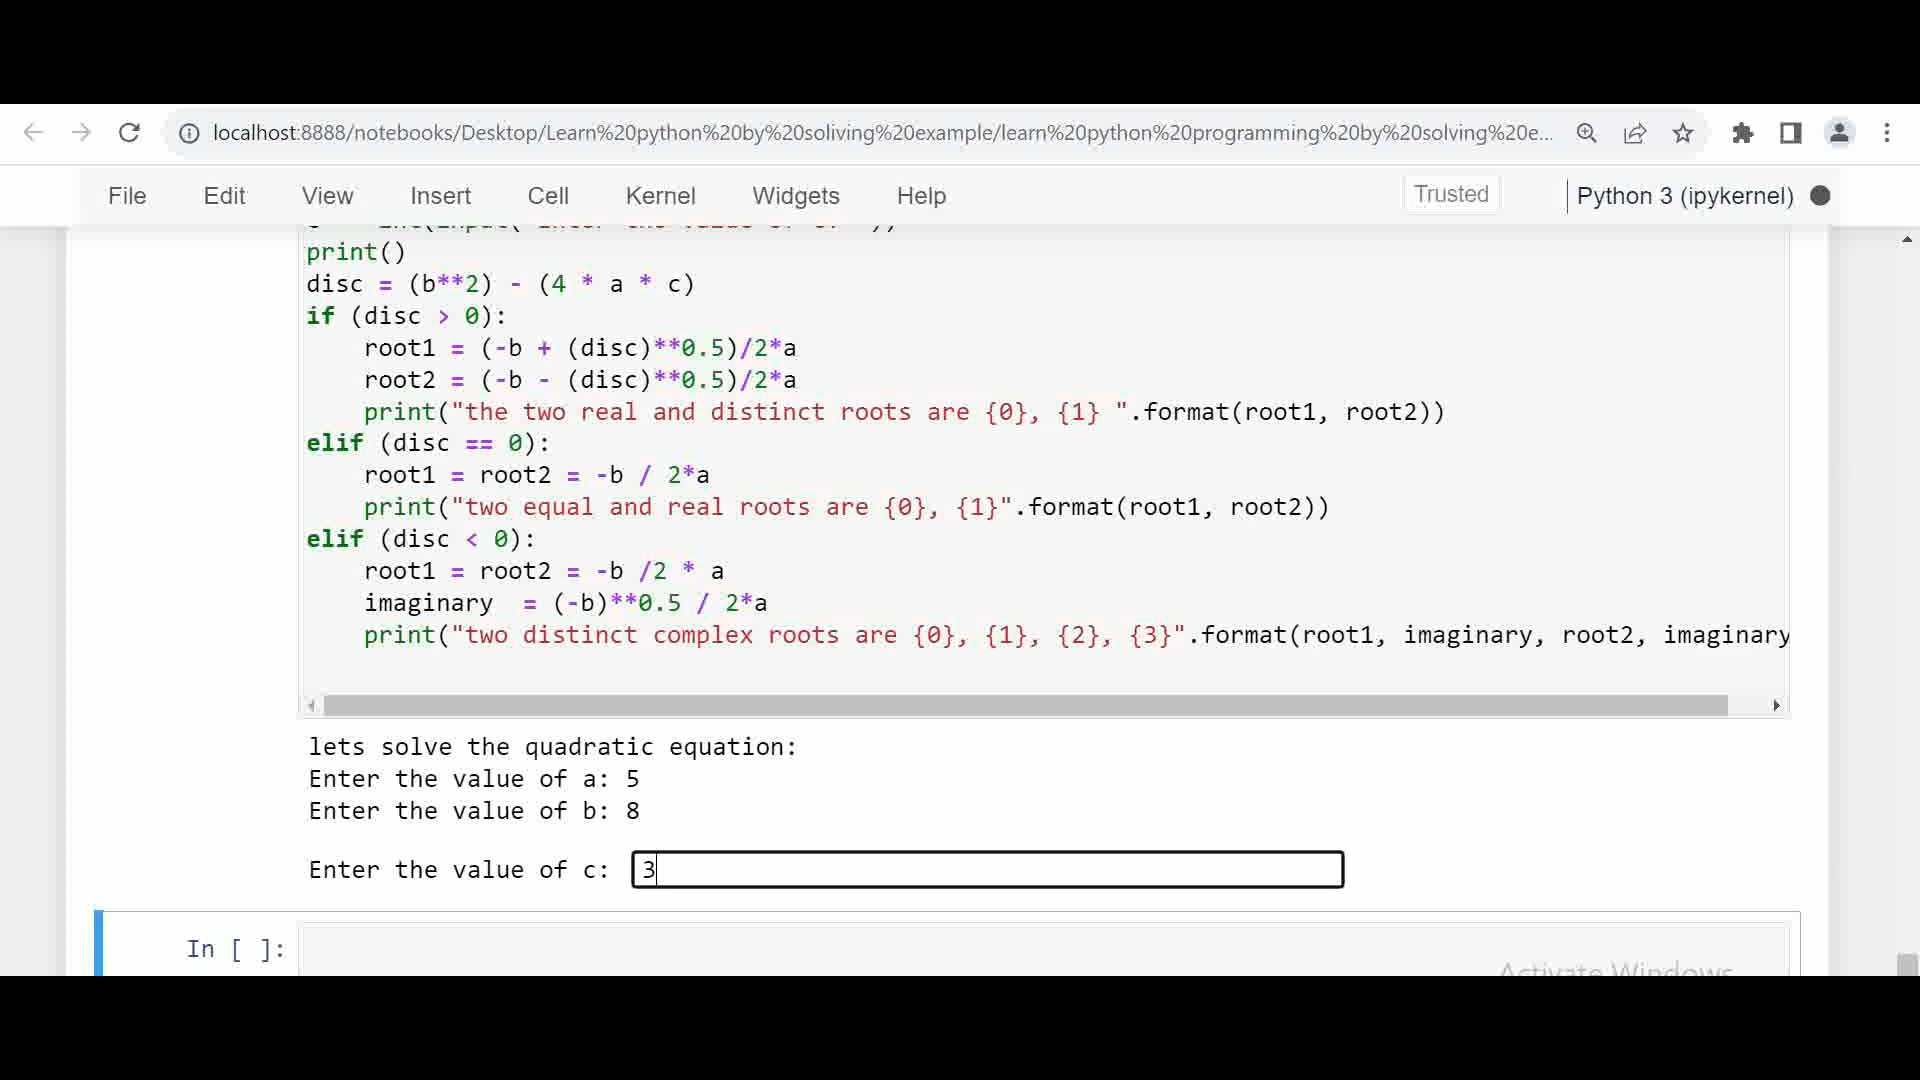 localhost:8888/notebooks/Desktop/Learn%20python%20by%20soliving%20example/learn%20python%20programming%20by%20solving%20e...
File Edit View Insert Cell Kernel Widgets Help Trusted Python 3 (ipykernel)
print()
disc = (b**2) - (4 * a * c)
if (disc > 0):
    root1 = (-b + (disc)**0.5)/2*a
    root2 = (-b - (disc)**0.5)/2*a
    print("the two real and distinct roots are {0}, {1} ".format(root1, root2))
elif (disc == 0):
    root1 = root2 = -b / 2*a
    print("two equal and real roots are {0}, {1}".format(root1, root2))
elif (disc < 0):
    root1 = root2 = -b /2 * a
    imaginary  = (-b)**0.5 / 2*a
    print("two distinct complex roots are {0}, {1}, {2}, {3}".format(root1, imaginary, root2, imaginary
lets solve the quadratic equation:
Enter the value of a: 5
Enter the value of b: 8
Enter the value of c: 3
In [ ]:
Activate Windows